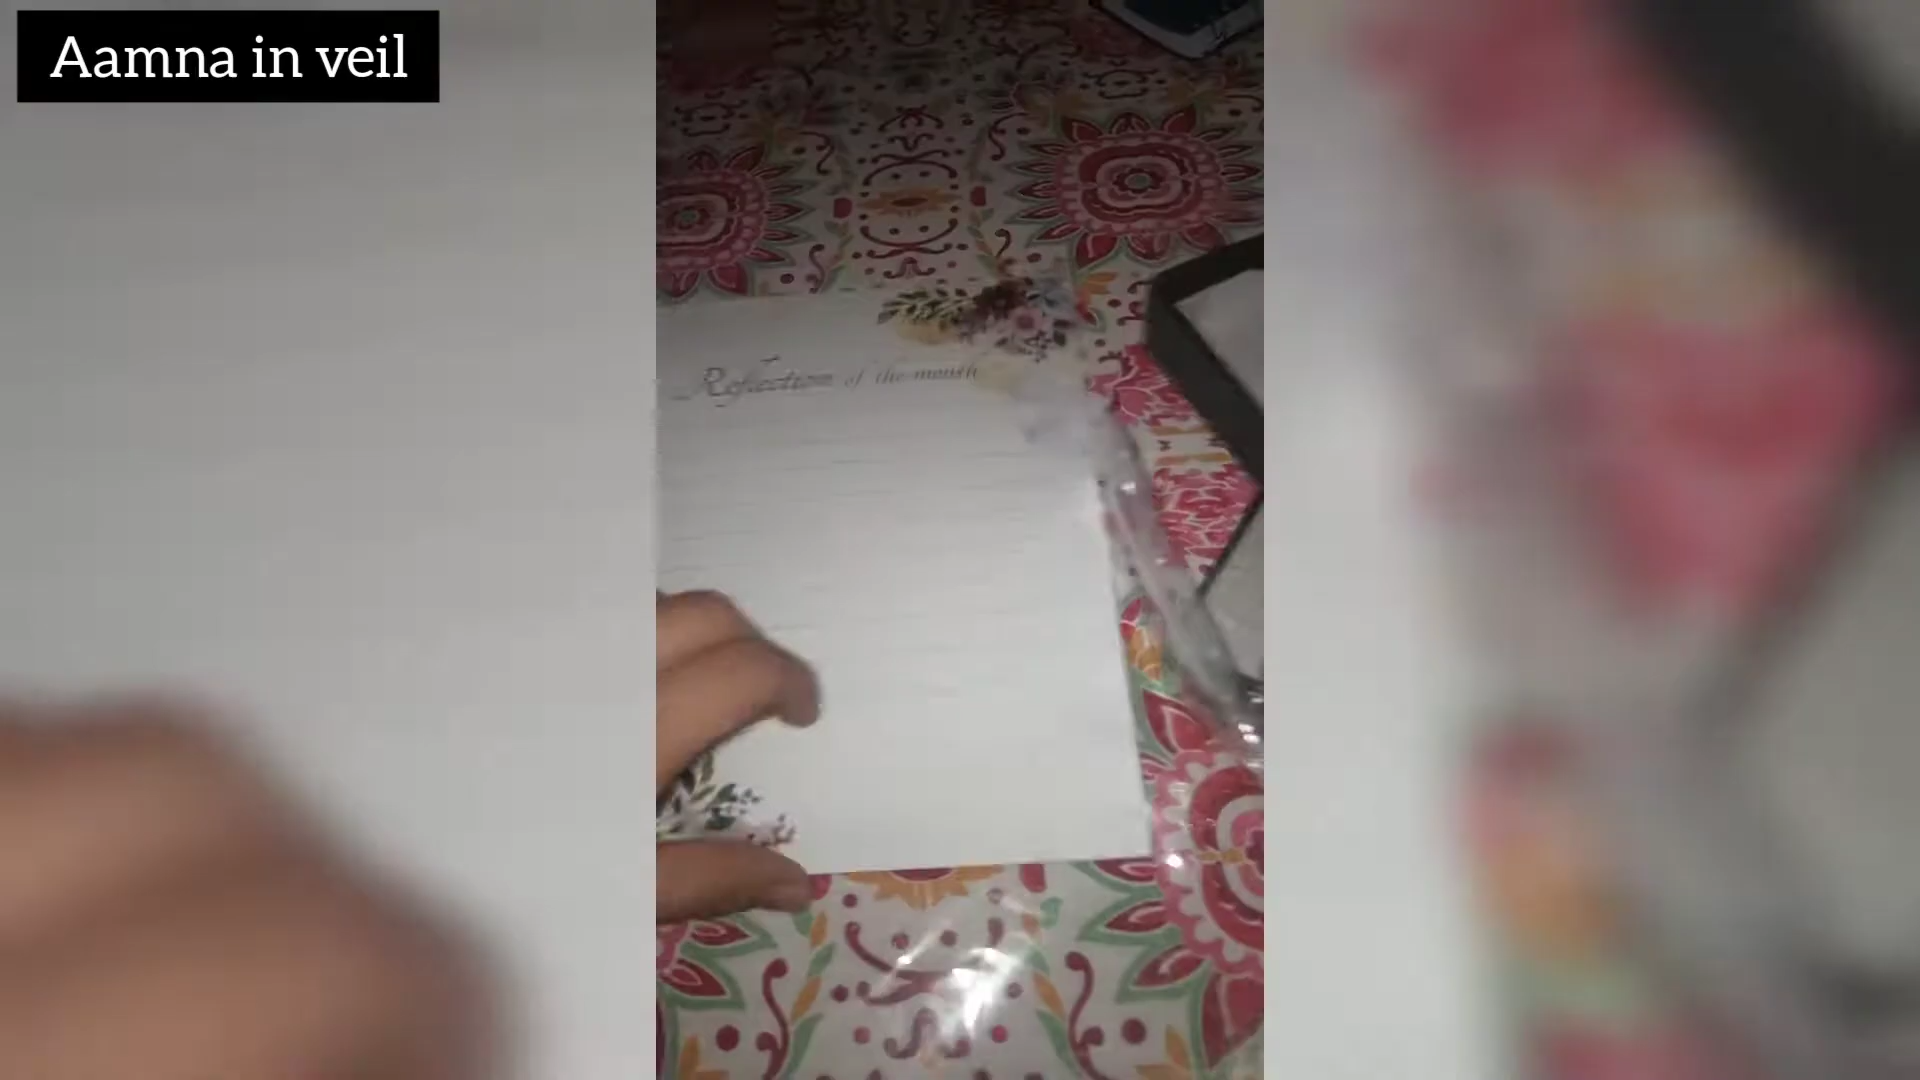 Aamna in veil
Reflection of the month